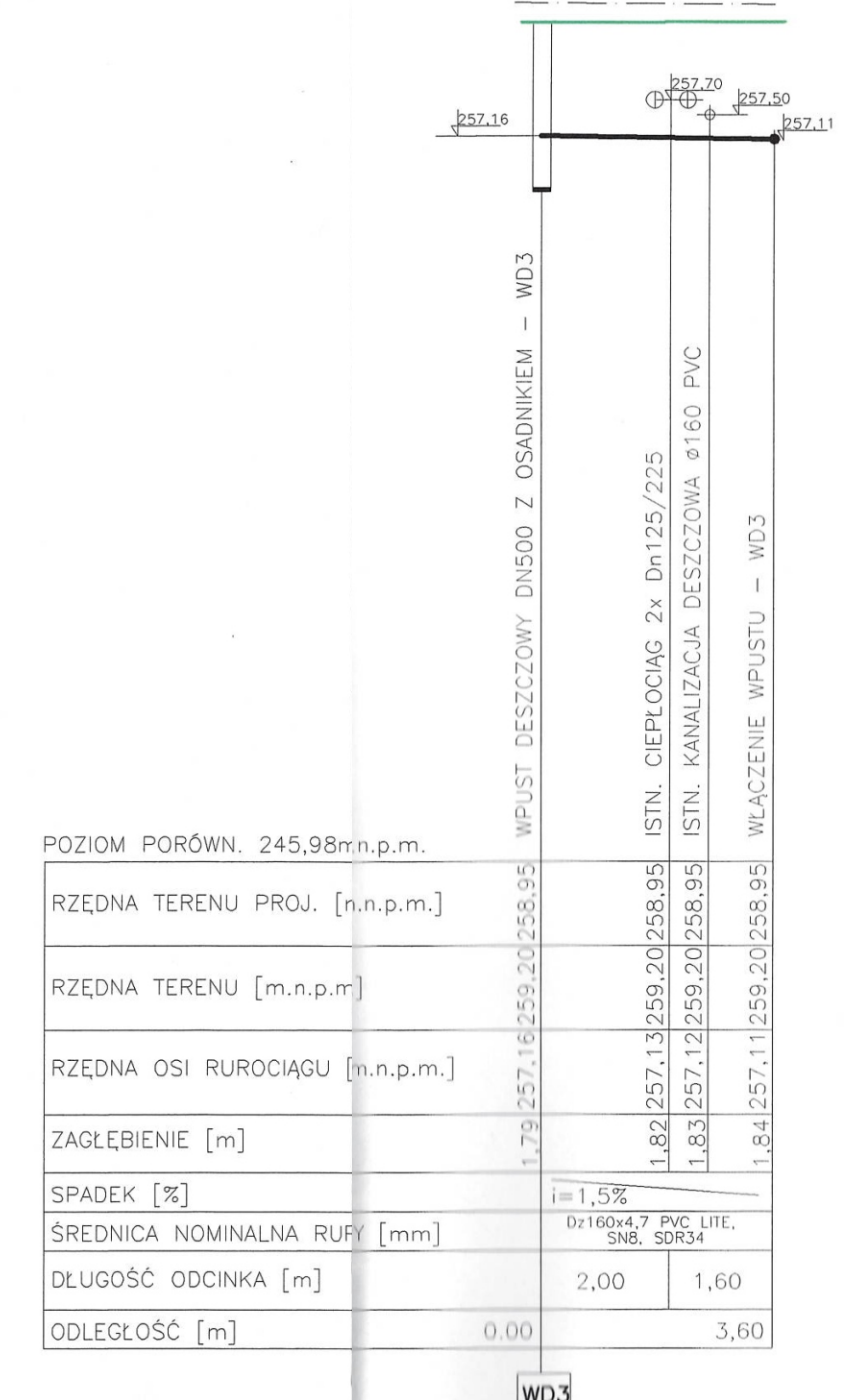 257,70
257,50
257,16
257,11
WPUST DESZCZOWY DN500 Z OSADNIKIEM – WD3
ISTN. CIEPŁOCIĄG 2x Dn125/225
ISTN. KANALIZACJA DESZCZOWA ø160 PVC
WŁĄCZENIE WPUSTU – WD3
POZIOM PORÓWN. 245,98m n.p.m.
RZĘDNA TERENU PROJ. [n.n.p.m.] 258,95 258,95 258,95 258,95
RZĘDNA TERENU [m.n.p.m] 259,20 259,20 259,20 259,20
RZĘDNA OSI RUROCIĄGU [n.n.p.m.] 257,16 257,13 257,12 257,11
ZAGŁĘBIENIE [m] 1,79 1,82 1,83 1,84
SPADEK [%] i=1,5%
ŚREDNICA NOMINALNA RURY [mm] Dz160x4,7 PVC LITE,
SN8, SDR34
DŁUGOŚĆ ODCINKA [m] 2,00 1,60
ODLEGŁOŚĆ [m] 0.00 3,60
WD3